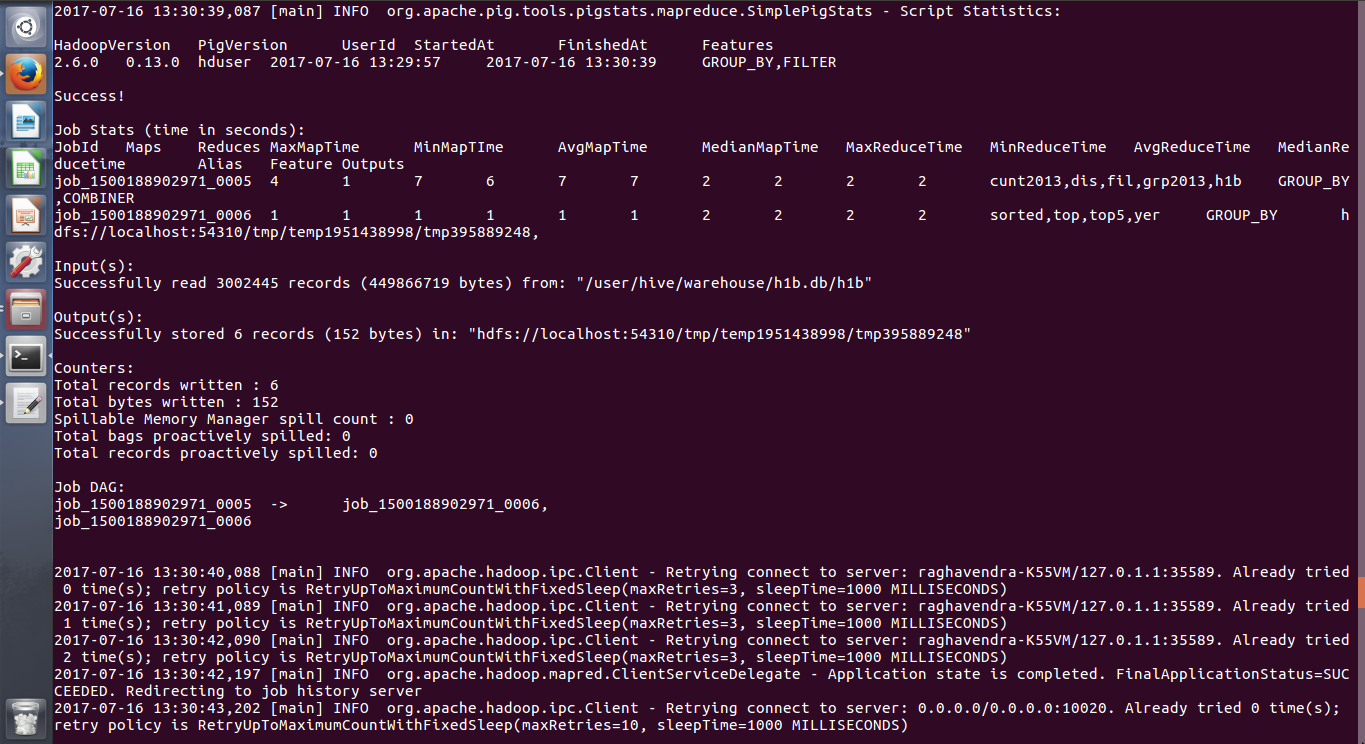 2017-07-16 13:30:39,087 [main] INFO  org.apache.pig.tools.pigstats.mapreduce.SimplePigStats - Script Statistics:
HadoopVersion   PigVersion      UserId  StartedAt       FinishedAt      Features
2.6.0   0.13.0  hduser  2017-07-16 13:29:57     2017-07-16 13:30:39     GROUP_BY,FILTER
Success!
Job Stats (time in seconds):
JobId   Maps    Reduces MaxMapTime      MinMapTIme      AvgMapTime      MedianMapTime   MaxReduceTime   MinReduceTime   AvgReduceTime   MedianRe
ducetime        Alias   Feature Outputs
job_1500188902971_0005  4       1       7       6       7       7       2       2       2       2       cunt2013,dis,fil,grp2013,h1b    GROUP_BY
,COMBINER
job_1500188902971_0006  1       1       1       1       1       1       2       2       2       2       sorted,top,top5,yer     GROUP_BY       h
dfs://localhost:54310/tmp/temp1951438998/tmp395889248,
Input(s):
Successfully read 3002445 records (449866719 bytes) from: "/user/hive/warehouse/h1b.db/h1b"
Output(s):
Successfully stored 6 records (152 bytes) in: "hdfs://localhost:54310/tmp/temp1951438998/tmp395889248"
Counters:
Total records written : 6
Total bytes written : 152
Spillable Memory Manager spill count : 0
Total bags proactively spilled: 0
Total records proactively spilled: 0
Job DAG:
job_1500188902971_0005  ->      job_1500188902971_0006,
job_1500188902971_0006
2017-07-16 13:30:40,088 [main] INFO  org.apache.hadoop.ipc.Client - Retrying connect to server: raghavendra-K55VM/127.0.1.1:35589. Already tried
 0 time(s); retry policy is RetryUpToMaximumCountWithFixedSleep(maxRetries=3, sleepTime=1000 MILLISECONDS)
2017-07-16 13:30:41,089 [main] INFO  org.apache.hadoop.ipc.Client - Retrying connect to server: raghavendra-K55VM/127.0.1.1:35589. Already tried
 1 time(s); retry policy is RetryUpToMaximumCountWithFixedSleep(maxRetries=3, sleepTime=1000 MILLISECONDS)
2017-07-16 13:30:42,090 [main] INFO  org.apache.hadoop.ipc.Client - Retrying connect to server: raghavendra-K55VM/127.0.1.1:35589. Already tried
 2 time(s); retry policy is RetryUpToMaximumCountWithFixedSleep(maxRetries=3, sleepTime=1000 MILLISECONDS)
2017-07-16 13:30:42,197 [main] INFO  org.apache.hadoop.mapred.ClientServiceDelegate - Application state is completed. FinalApplicationStatus=SUC
CEEDED. Redirecting to job history server
2017-07-16 13:30:43,202 [main] INFO  org.apache.hadoop.ipc.Client - Retrying connect to server: 0.0.0.0/0.0.0.0:10020. Already tried 0 time(s);
retry policy is RetryUpToMaximumCountWithFixedSleep(maxRetries=10, sleepTime=1000 MILLISECONDS)